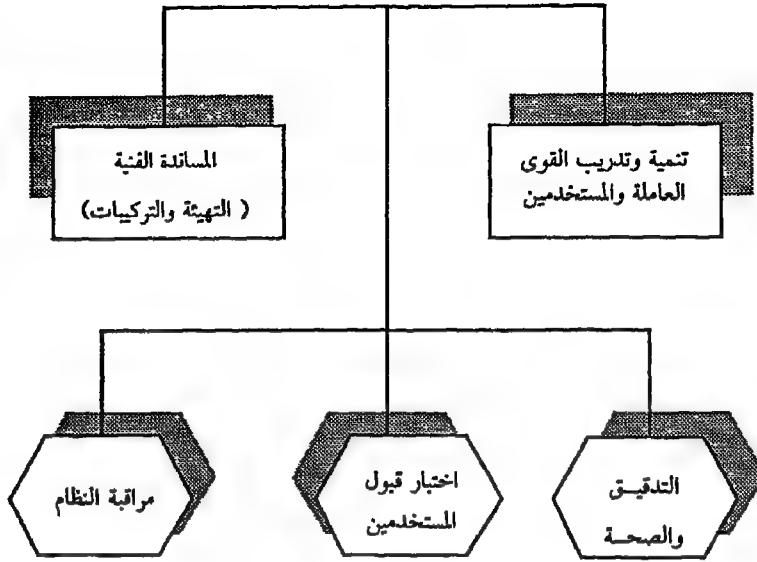 تنمية وتدريب القوى
العاملة والمستخدمين
المساندة الفنية
( التهيئة والتركيبات)
التدقيـق
والصحـة
اختبار قبول
المستخدمين
مراقبة النظام